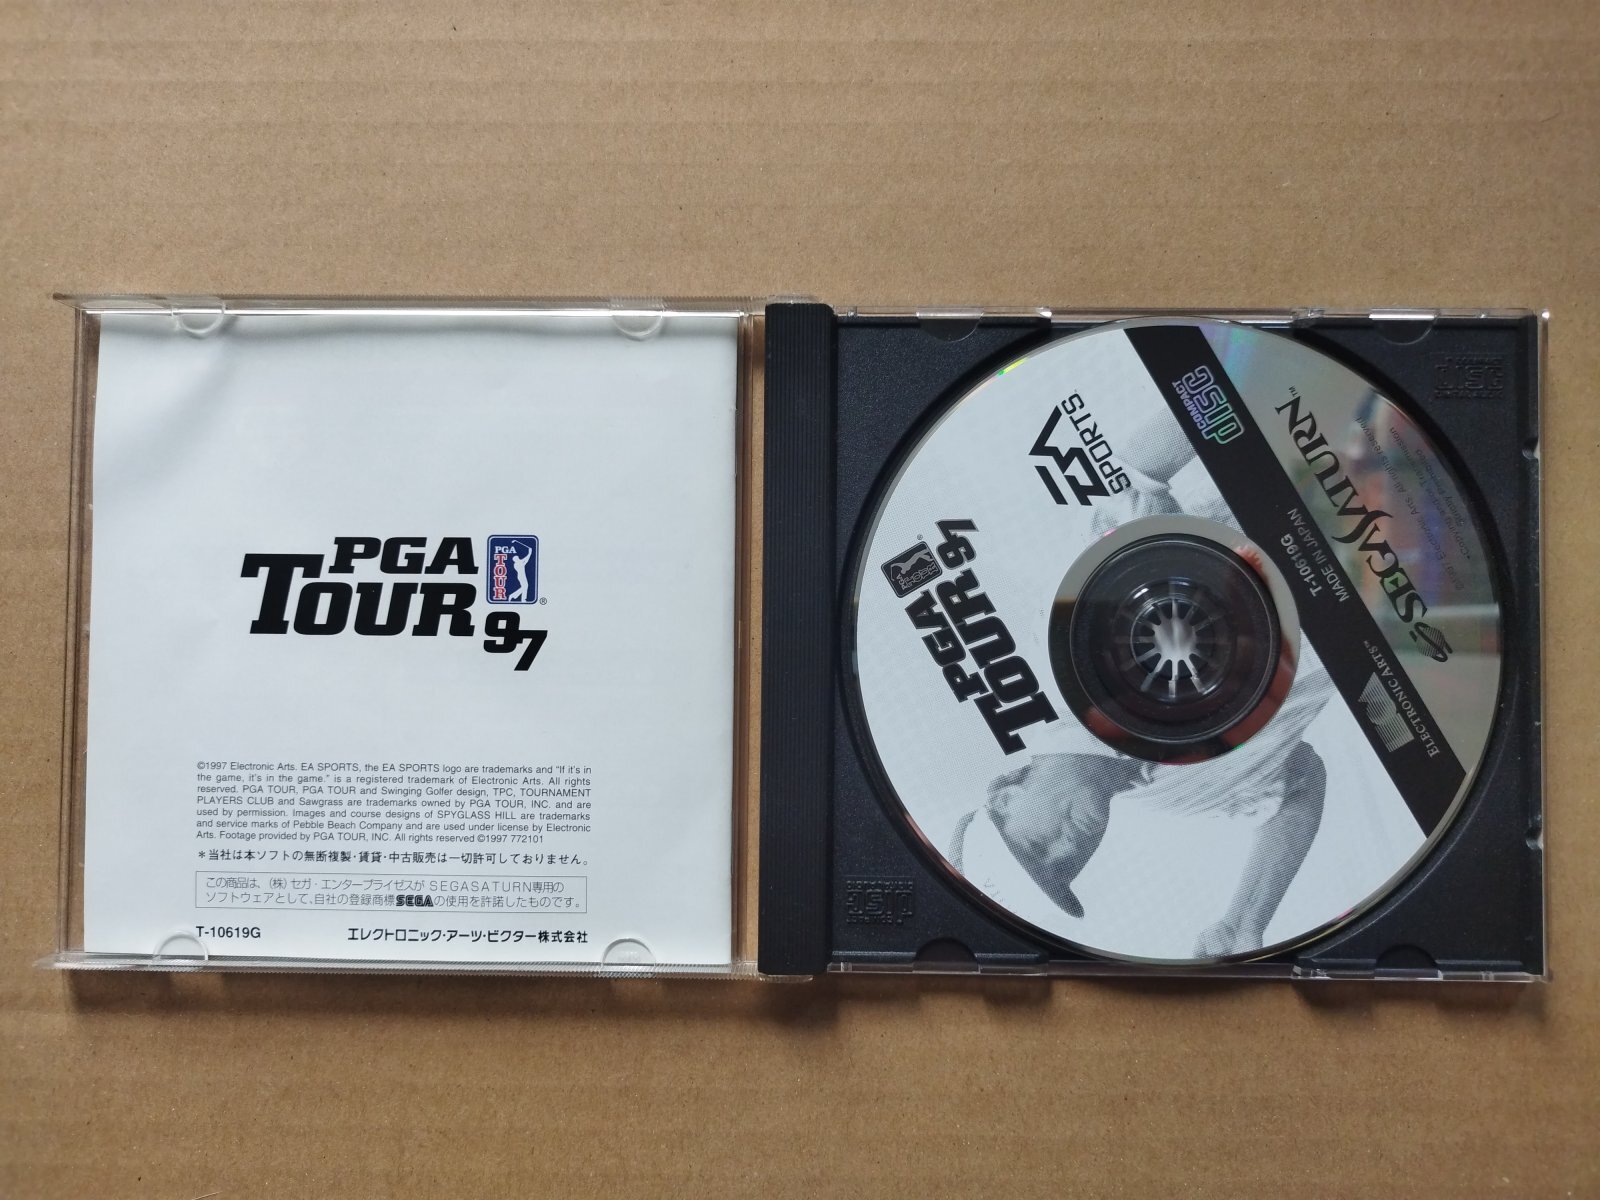 PGA
TOUR 97
PGA
TOUR
®
©1997 Electronic Arts. EA SPORTS, the EA SPORTS logo are trademarks and "If it's in
the game, it's in the game." is a registered trademark of Electronic Arts. All rights
reserved. PGA TOUR, PGA TOUR and Swinging Golfer design, TPC, TOURNAMENT
PLAYERS CLUB and Sawgrass are trademarks owned by PGA TOUR, INC. and are
used by permission. Images and course designs of SPYGLASS HILL are trademarks
and service marks of Pebble Beach Company and are used under license by Electronic
Arts. Footage provided by PGA TOUR, INC. All rights reserved ©1997 772101
＊当社は本ソフトの無断複製・賃貸・中古販売は一切許可しておりません。
この商品は、（株）セガ・エンタープライゼスがSEGASATURN専用の
ソフトウェアとして、自社の登録商標SEGAの使用を許諾したものです。
T-10619G
エレクトロニック・アーツ・ビクター株式会社
PGA
TOUR 97
EA
SPORTS
COMPACT
disc
T-10619G
MADE IN JAPAN
SEGASATURN™
EA
ELECTRONIC ARTS™